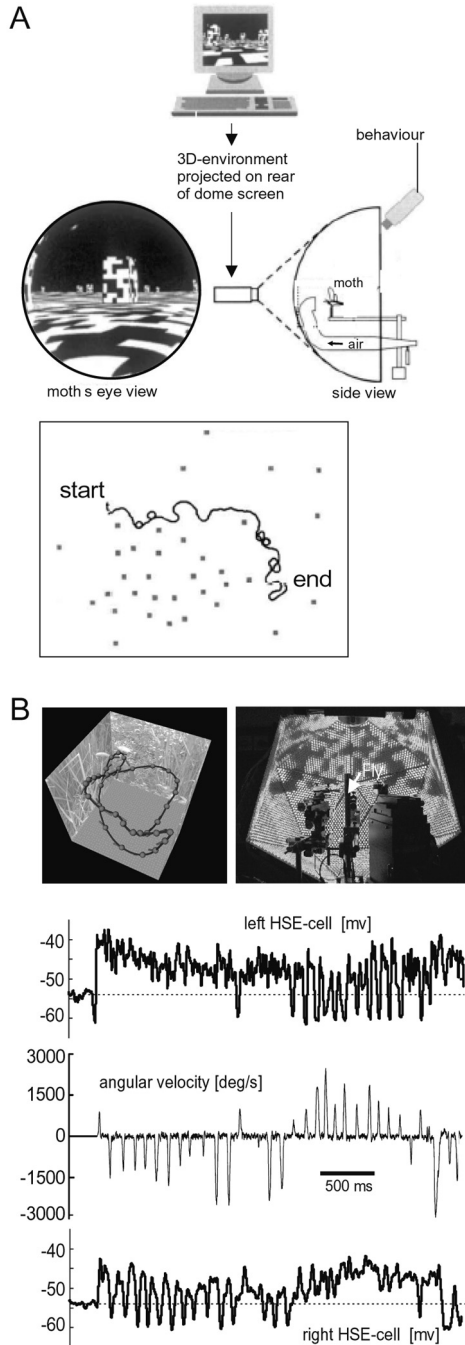 A
3D-environment
projected on rear
of dome screen
behaviour
moth
air
moth s eye view
side view
start
end
B
Fly
left HSE-cell [mv]
-40
-50
-60
3000
angular velocity [deg/s]
1500
0
-1500
500 ms
-3000
-40
-50
-60
right HSE-cell [mv]